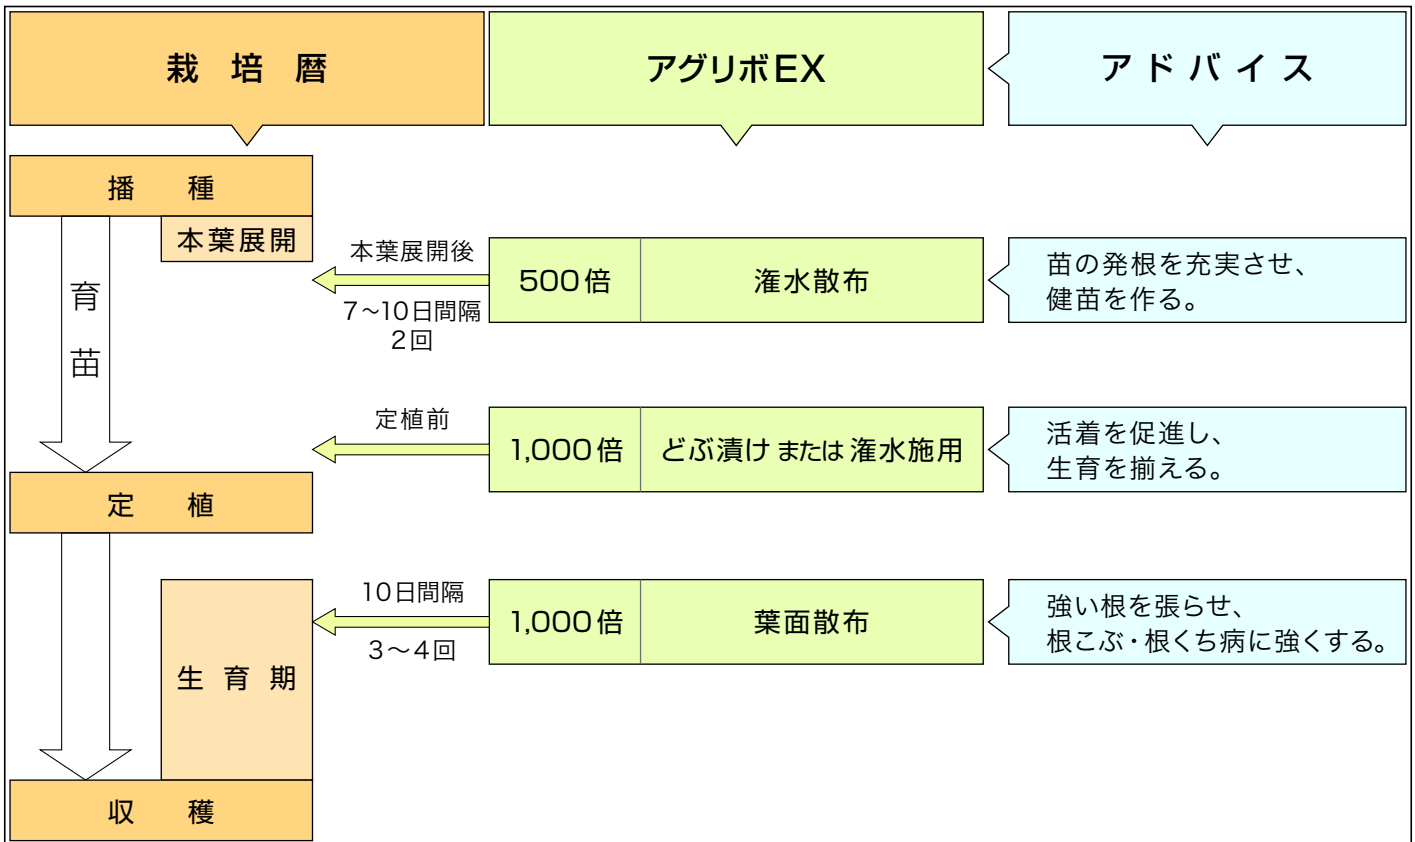 栽培暦
アグリボEX
アドバイス
播種
本葉展開
育苗
本葉展開後
7～10日間隔
2回
500倍
潅水散布
苗の発根を充実させ、
健苗を作る。
定植前
1,000倍
どぶ漬け または 潅水施用
活着を促進し、
生育を揃える。
定植
10日間隔
3～4回
1,000倍
葉面散布
強い根を張らせ、
根こぶ・根くち病に強くする。
生育期
収穫